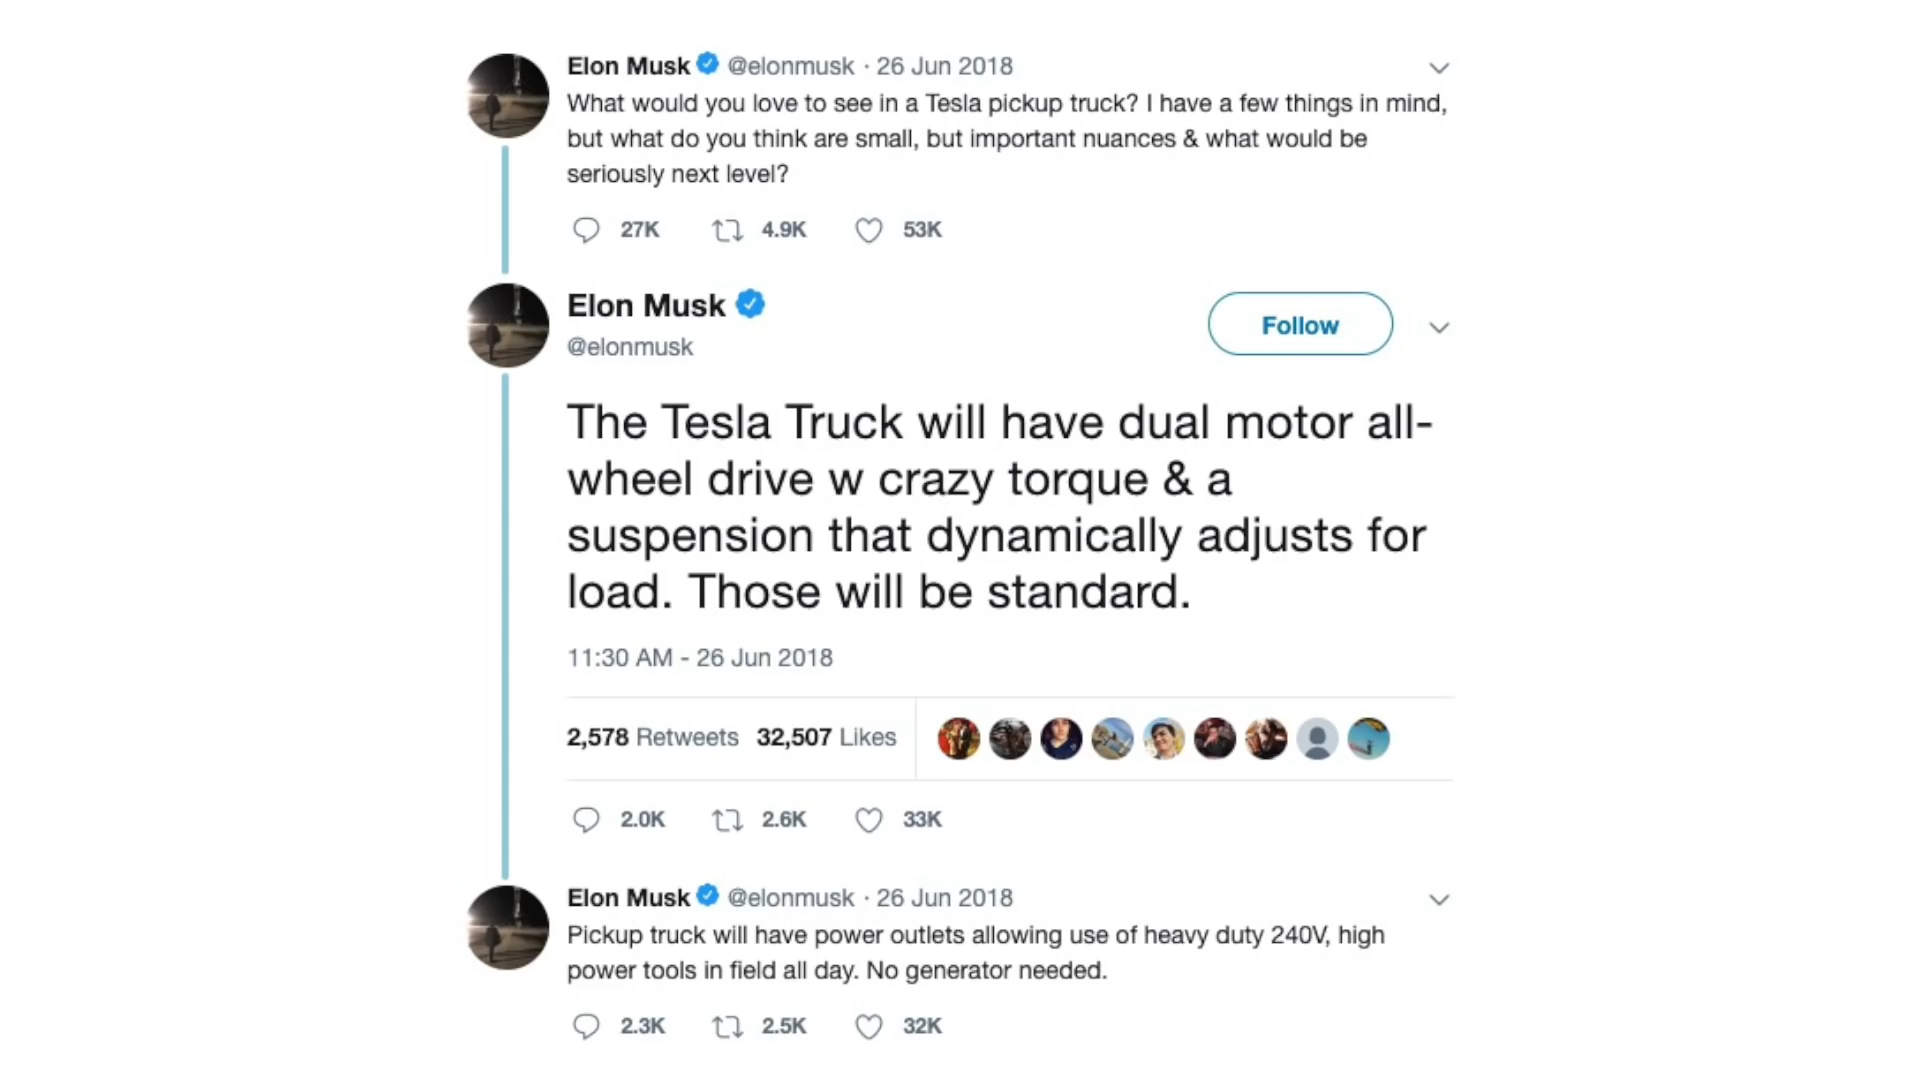 Elon Musk @elonmusk · 26 Jun 2018
What would you love to see in a Tesla pickup truck? I have a few things in mind,
but what do you think are small, but important nuances & what would be
seriously next level?
27K 4.9K 53K
Elon Musk
Follow
@elonmusk
The Tesla Truck will have dual motor all-
wheel drive w crazy torque & a
suspension that dynamically adjusts for
load. Those will be standard.
11:30 AM - 26 Jun 2018
2,578 Retweets 32,507 Likes
2.0K 2.6K 33K
Elon Musk @elonmusk · 26 Jun 2018
Pickup truck will have power outlets allowing use of heavy duty 240V, high
power tools in field all day. No generator needed.
2.3K 2.5K 32K